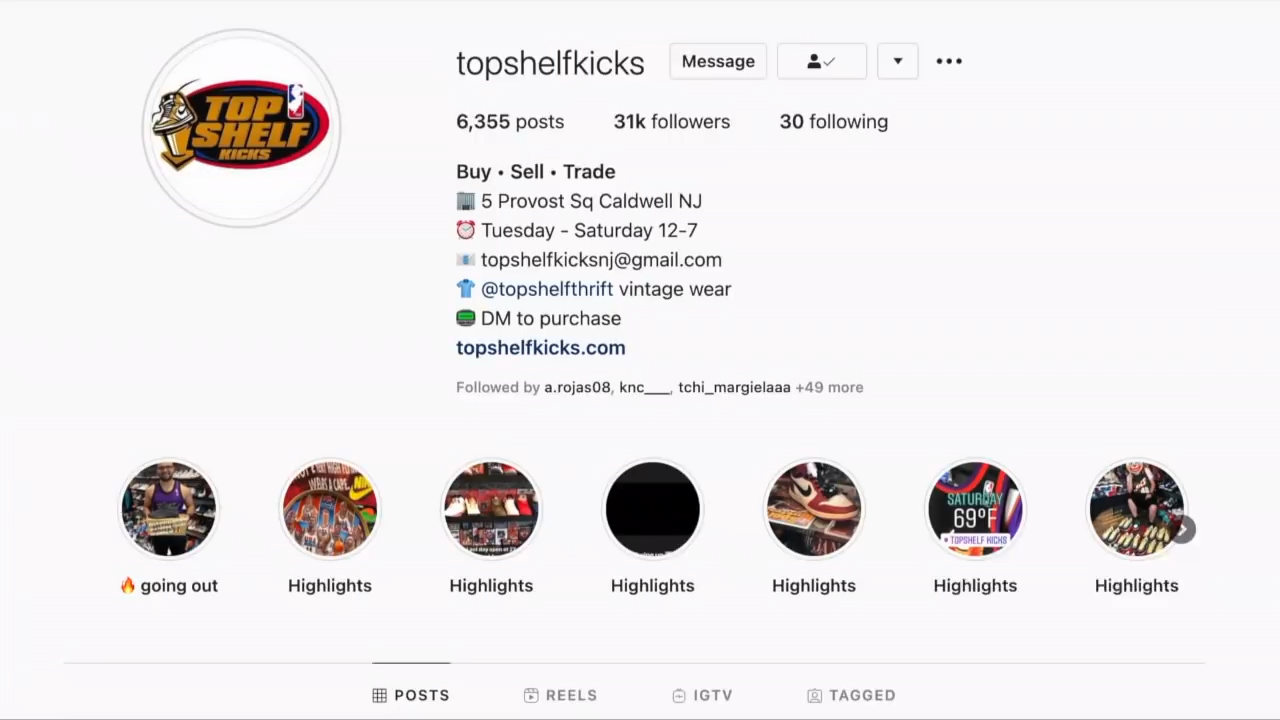 topshelfkicks
Message
6,355 posts
31k followers
30 following
TOP
SHELF
KICKS
Buy • Sell • Trade
5 Provost Sq Caldwell NJ
Tuesday - Saturday 12-7
topshelfkicksnj@gmail.com
@topshelfthrift vintage wear
DM to purchase
topshelfkicks.com
Followed by a.rojas08, knc___, tchi_margielaaa +49 more
WEAR A CAPE.
SATURDAY
69°F
TOPSHELF KICKS
🔥 going out
Highlights
Highlights
Highlights
Highlights
Highlights
Highlights
POSTS
REELS
IGTV
TAGGED